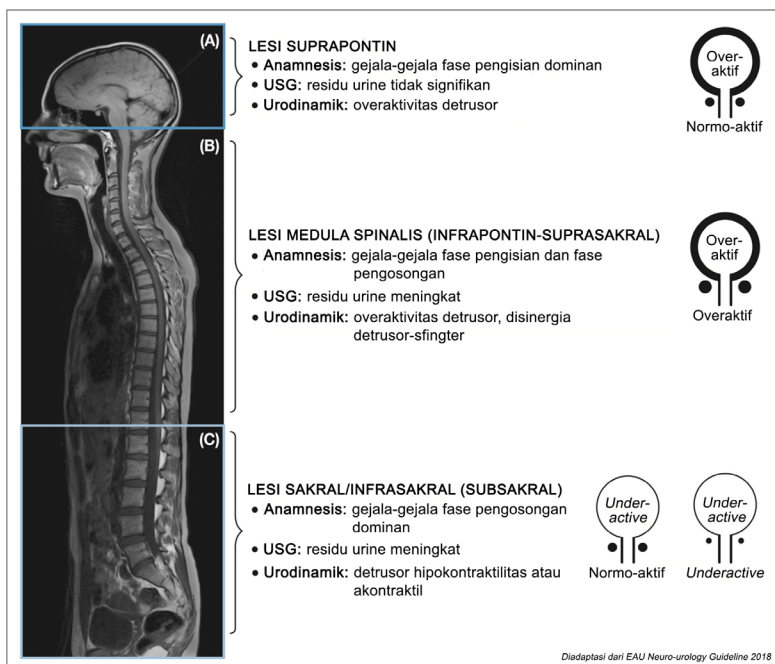 (A)
LESI SUPRAPONTIN
• Anamnesis: gejala-gejala fase pengisian dominan
• USG: residu urine tidak signifikan
• Urodinamik: overaktivitas detrusor
Over-
aktif
Normo-aktif
(B)
LESI MEDULA SPINALIS (INFRAPONTIN-SUPRASAKRAL)
• Anamnesis: gejala-gejala fase pengisian dan fase
pengosongan
• USG: residu urine meningkat
• Urodinamik: overaktivitas detrusor, disinergia
detrusor-sfingter
Over-
aktif
Overaktif
(C)
LESI SAKRAL/INFRASAKRAL (SUBSAKRAL)
• Anamnesis: gejala-gejala fase pengosongan
dominan
• USG: residu urine meningkat
• Urodinamik: detrusor hipokontraktilitas atau
akontraktil
Under-
active
Normo-aktif
Under-
active
Underactive
Diadaptasi dari EAU Neuro-urology Guideline 2018